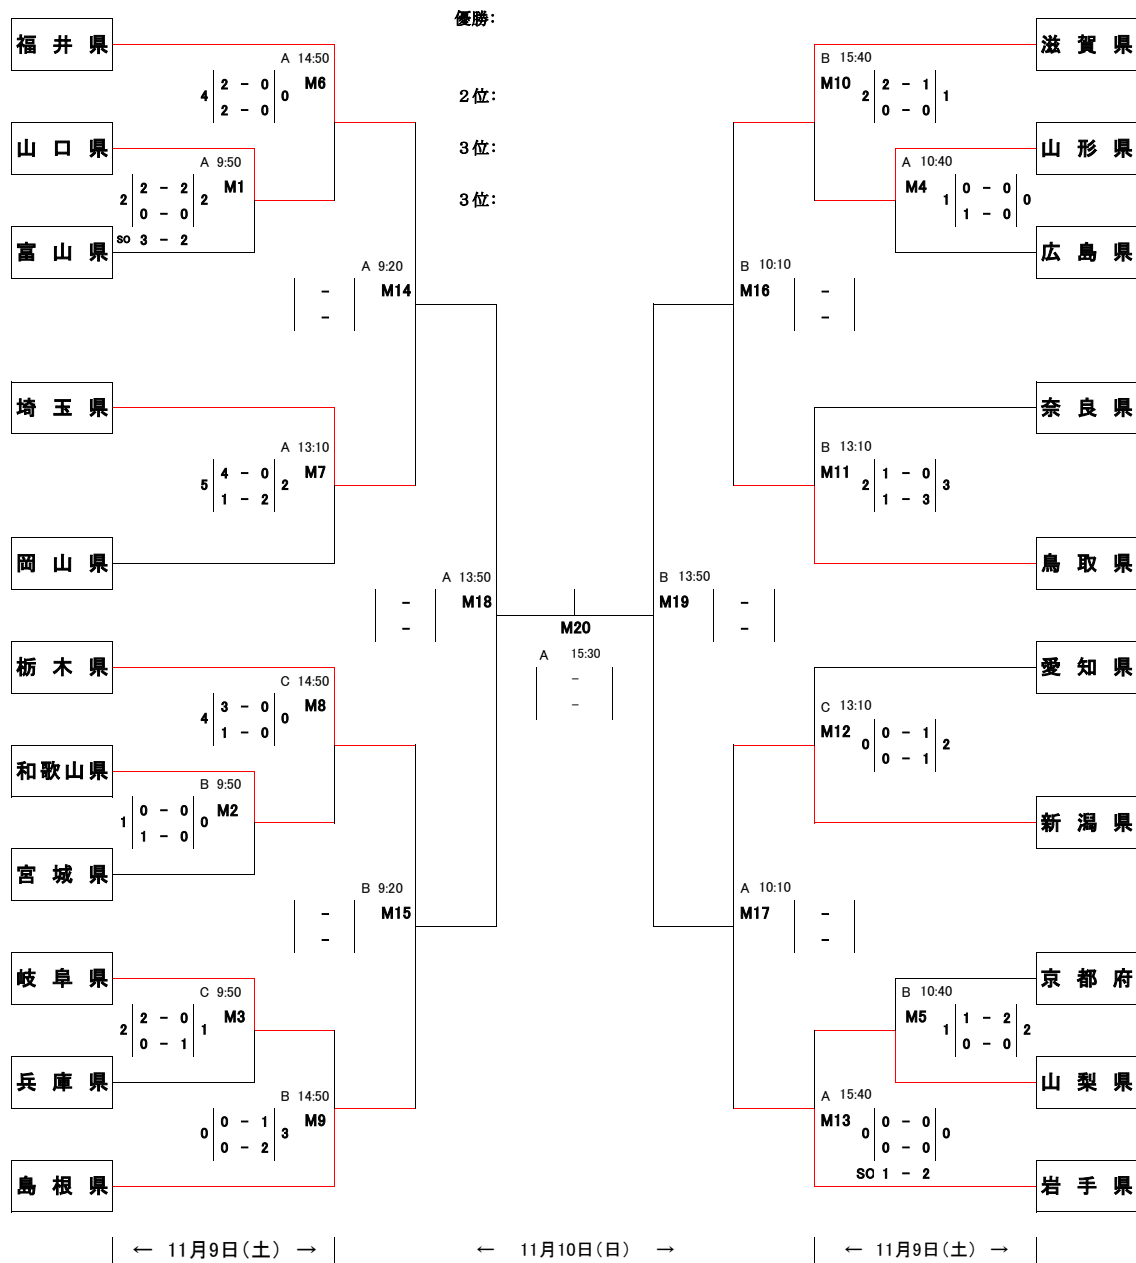 優勝:
2位:
3位:
3位:
福井県
A 14:50
M6
4 2 - 0 0
2 - 0
山口県
A 9:50
M1
2 2 - 2 2
0 - 0
SO 3 - 2
富山県
A 9:20
M14
-
-
埼玉県
A 13:10
M7
5 4 - 0 2
1 - 2
岡山県
A 13:50
M18
-
-
栃木県
C 14:50
M8
4 3 - 0 0
1 - 0
和歌山県
B 9:50
M2
1 0 - 0 0
1 - 0
宮城県
B 9:20
M15
-
-
岐阜県
C 9:50
M3
2 2 - 0 1
0 - 1
兵庫県
B 14:50
M9
0 0 - 1 3
0 - 2
島根県
M20
A 15:30
-
-
滋賀県
B 15:40
M10
2 2 - 1 1
0 - 0
山形県
A 10:40
M4
1 0 - 0 0
1 - 0
広島県
B 10:10
M16
-
-
奈良県
B 13:10
M11
2 1 - 0 3
1 - 3
鳥取県
B 13:50
M19
-
-
愛知県
C 13:10
M12
0 0 - 1 2
0 - 1
新潟県
A 10:10
M17
-
-
京都府
B 10:40
M5
1 1 - 2 2
0 - 0
山梨県
A 15:40
M13
0 0 - 0 0
0 - 0
SO 1 - 2
岩手県
← 11月9日(土) →
← 11月10日(日) →
← 11月9日(土) →